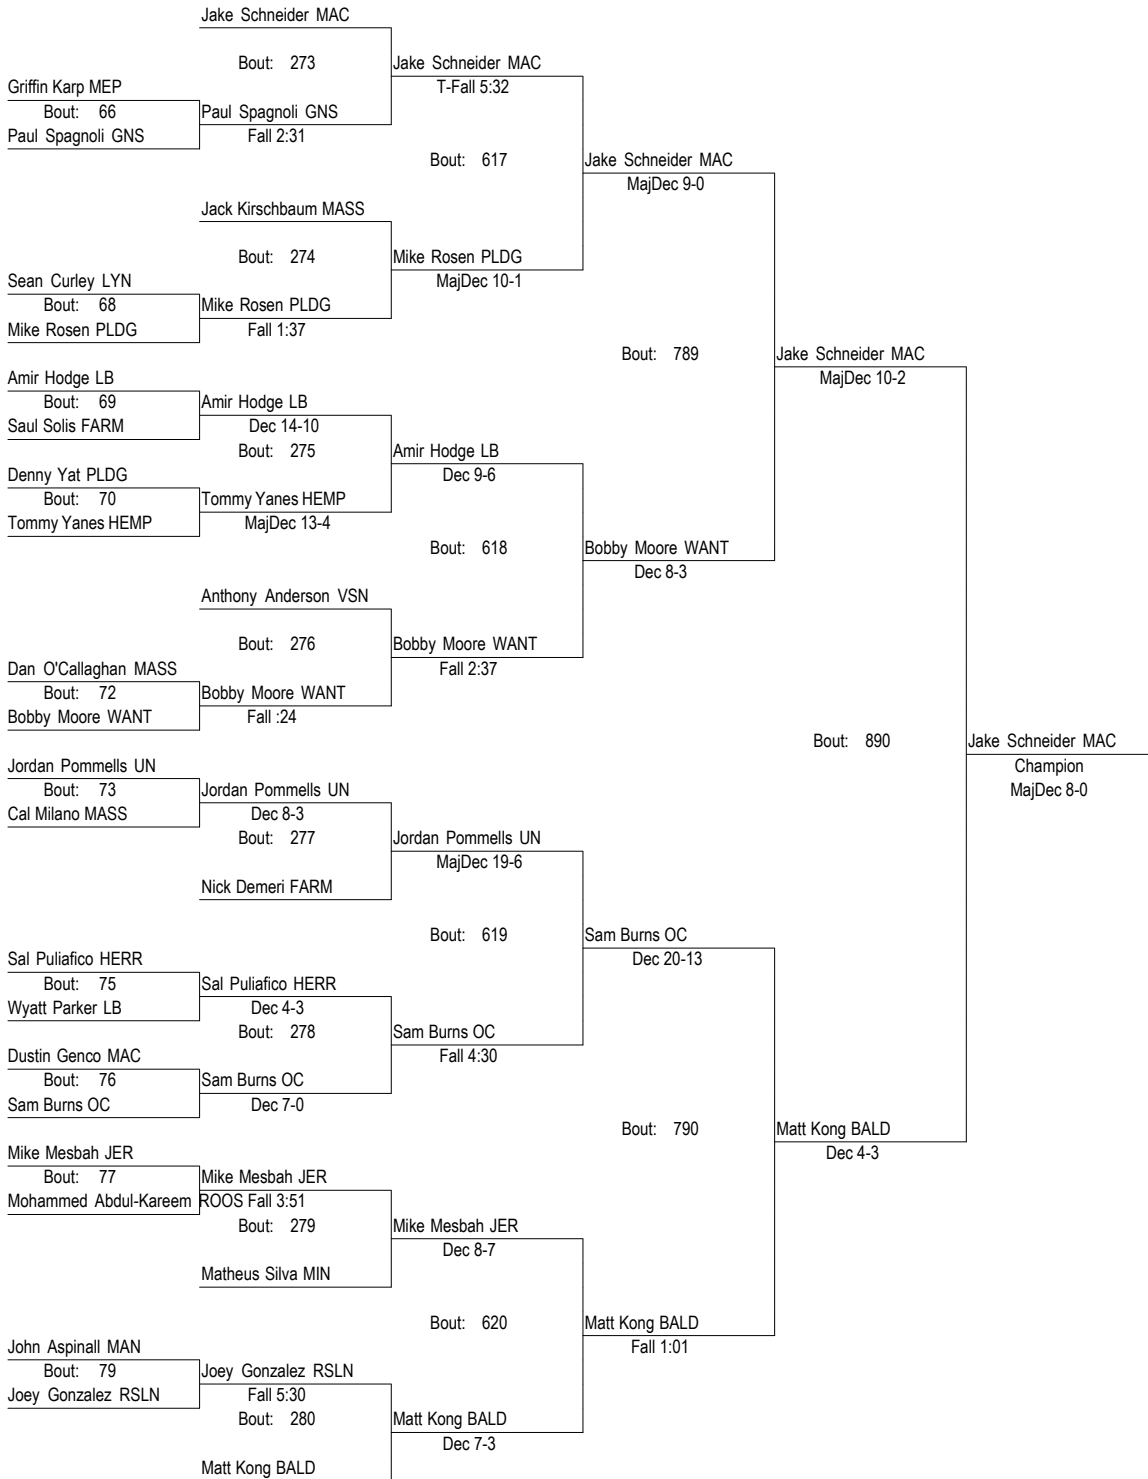 Jake Schneider MAC
Bout: 273
Jake Schneider MAC
T-Fall 5:32
Griffin Karp MEP
Bout: 66
Paul Spagnoli GNS
Paul Spagnoli GNS
Fall 2:31
Bout: 617
Jake Schneider MAC
MajDec 9-0
Jack Kirschbaum MASS
Bout: 274
Mike Rosen PLDG
MajDec 10-1
Sean Curley LYN
Bout: 68
Mike Rosen PLDG
Mike Rosen PLDG
Fall 1:37
Bout: 789
Jake Schneider MAC
MajDec 10-2
Amir Hodge LB
Bout: 69
Saul Solis FARM
Amir Hodge LB
Dec 14-10
Bout: 275
Amir Hodge LB
Dec 9-6
Denny Yat PLDG
Bout: 70
Tommy Yanes HEMP
Tommy Yanes HEMP
MajDec 13-4
Bout: 618
Bobby Moore WANT
Dec 8-3
Anthony Anderson VSN
Bout: 276
Bobby Moore WANT
Fall 2:37
Dan O'Callaghan MASS
Bout: 72
Bobby Moore WANT
Bobby Moore WANT
Fall :24
Bout: 890
Jake Schneider MAC
Champion
MajDec 8-0
Jordan Pommells UN
Bout: 73
Cal Milano MASS
Jordan Pommells UN
Dec 8-3
Bout: 277
Jordan Pommells UN
MajDec 19-6
Nick Demeri FARM
Bout: 619
Sam Burns OC
Dec 20-13
Sal Puliafico HERR
Bout: 75
Wyatt Parker LB
Sal Puliafico HERR
Dec 4-3
Bout: 278
Sam Burns OC
Fall 4:30
Dustin Genco MAC
Bout: 76
Sam Burns OC
Sam Burns OC
Dec 7-0
Bout: 790
Matt Kong BALD
Dec 4-3
Mike Mesbah JER
Bout: 77
Mohammed Abdul-Kareem ROOS
Mike Mesbah JER
Fall 3:51
Bout: 279
Mike Mesbah JER
Dec 8-7
Matheus Silva MIN
Bout: 620
Matt Kong BALD
Fall 1:01
John Aspinall MAN
Bout: 79
Joey Gonzalez RSLN
Joey Gonzalez RSLN
Fall 5:30
Bout: 280
Matt Kong BALD
Dec 7-3
Matt Kong BALD